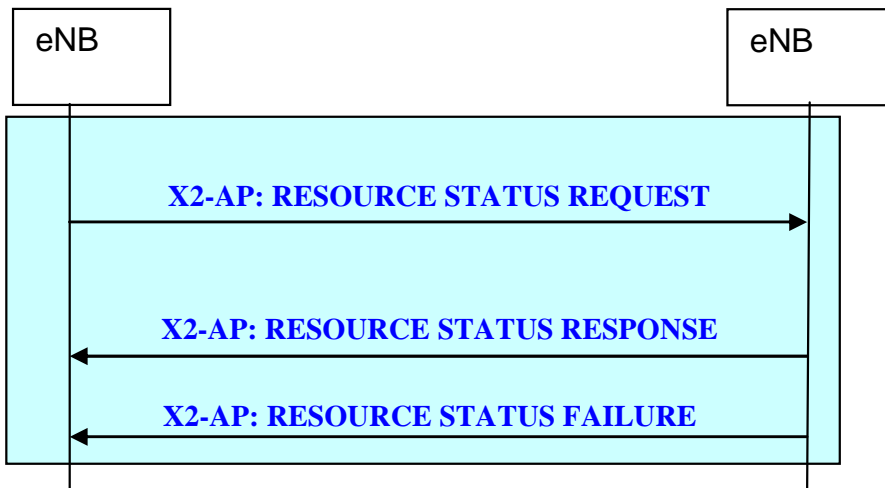 eNB
eNB
X2-AP: RESOURCE STATUS REQUEST
X2-AP: RESOURCE STATUS RESPONSE
X2-AP: RESOURCE STATUS FAILURE